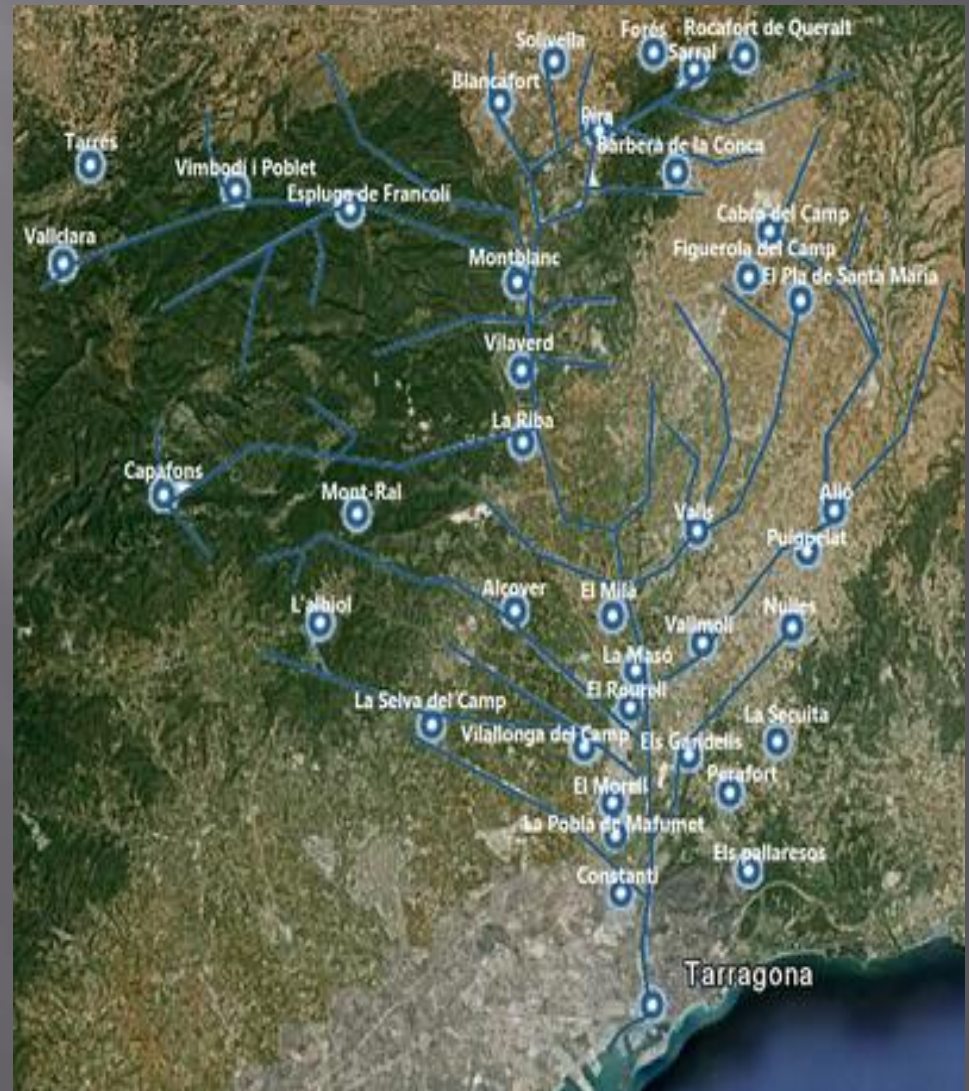 Forés
Rocafort de Queralt
Solivella
Sarral
Blancafort
Pira
Barberà de la Conca
Tarrés
Vimbodí i Poblet
Espluga de Francolí
Cabra del Camp
Vallclara
Figuerola del Camp
Montblanc
El Pla de Santa Maria
Vilaverd
La Riba
Capafons
Mont-Ral
Alió
Valls
Puigpelat
Alcover
El Milà
L'albiol
Nulles
Vallmoll
La Masó
El Rourell
La Selva del Camp
La Secuita
Vilallonga del Camp
Els Garidells
Perafort
El Morell
La Pobla de Mafumet
Els pallaresos
Constantí
Tarragona